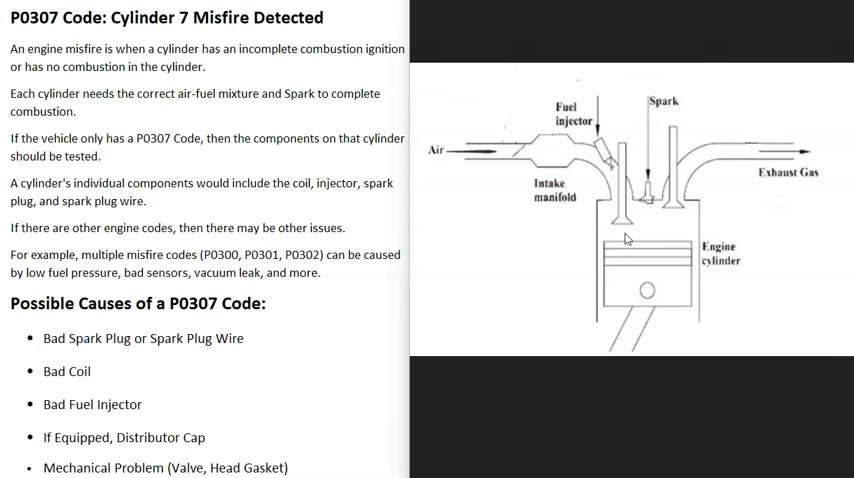 P0307 Code: Cylinder 7 Misfire Detected
An engine misfire is when a cylinder has an incomplete combustion ignition
or has no combustion in the cylinder.
Each cylinder needs the correct air-fuel mixture and Spark to complete
combustion.
If the vehicle only has a P0307 Code, then the components on that cylinder
should be tested.
A cylinder's individual components would include the coil, injector, spark
plug, and spark plug wire.
If there are other engine codes, then there may be other issues.
For example, multiple misfire codes (P0300, P0301, P0302) can be caused
by low fuel pressure, bad sensors, vacuum leak, and more.
Possible Causes of a P0307 Code:
• Bad Spark Plug or Spark Plug Wire
• Bad Coil
• Bad Fuel Injector
• If Equipped, Distributor Cap
• Mechanical Problem (Valve, Head Gasket)
Fuel
injector
Spark
Air
Exhaust Gas
Intake
manifold
Engine
cylinder